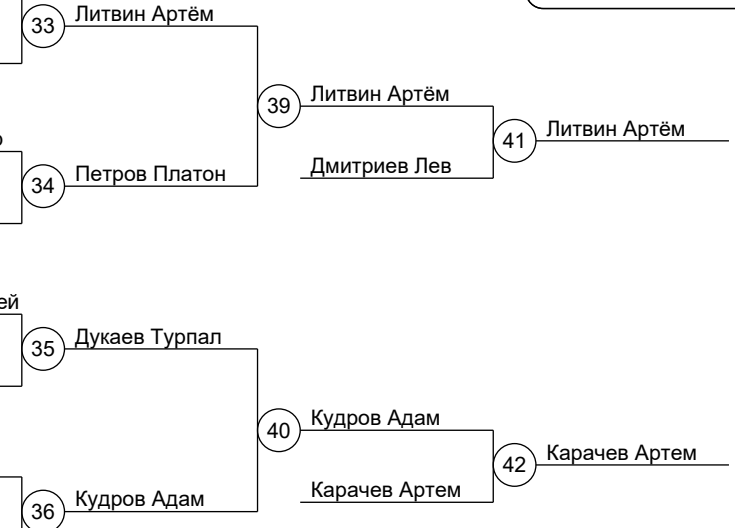 Литвин Артём
33
Литвин Артём
39
Литвин Артём
41
Дмитриев Лев
Петров Платон
34
ей
Дукаев Турпал
35
Кудров Адам
40
Карачев Артем
42
Карачев Артем
Кудров Адам
36